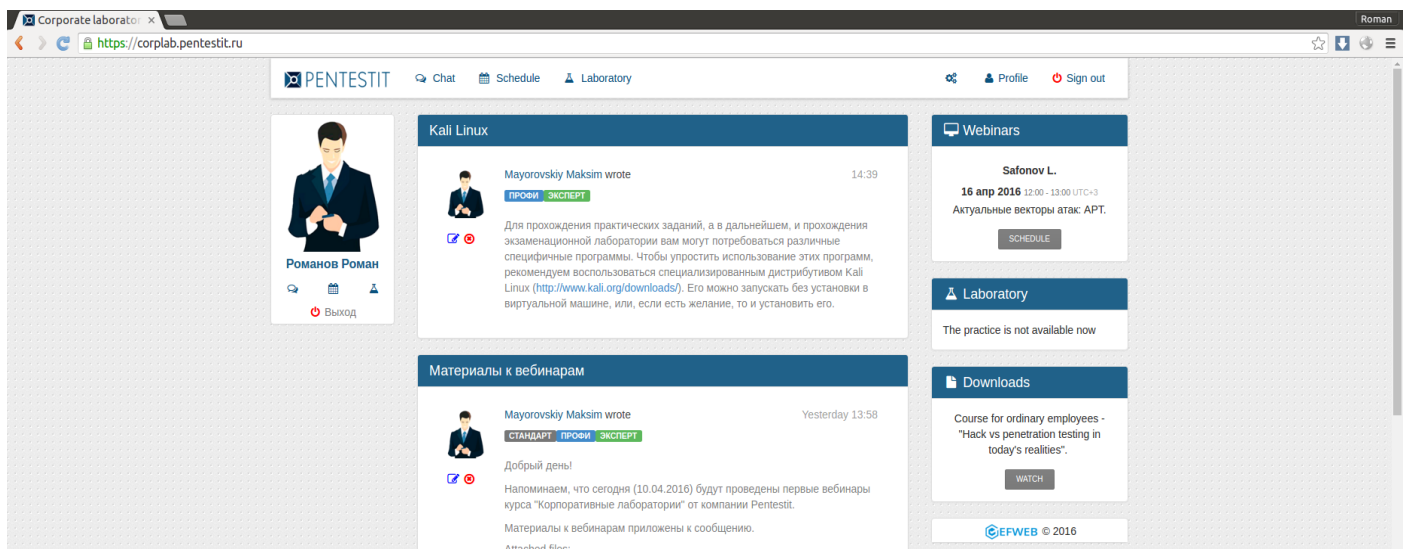 Corporate laborator
Roman
https://corplab.pentestit.ru
PENTESTIT
Chat
Schedule
Laboratory
Profile
Sign out
Романов Роман
Выход
Kali Linux
Mayorovskiy Maksim wrote
14:39
ПРОФИ ЭКСПЕРТ
Для прохождения практических заданий, а в дальнейшем, и прохождения
экзаменационной лаборатории вам могут потребоваться различные
специфичные программы. Чтобы упростить использование этих программ,
рекомендуем воспользоваться специализированным дистрибутивом Kali
Linux (http://www.kali.org/downloads/). Его можно запускать без установки в
виртуальной машине, или, если есть желание, то и установить его.
Материалы к вебинарам
Mayorovskiy Maksim wrote
Yesterday 13:58
СТАНДАРТ ПРОФИ ЭКСПЕРТ
Добрый день!
Напоминаем, что сегодня (10.04.2016) будут проведены первые вебинары
курса "Корпоративные лаборатории" от компании Pentestit.
Материалы к вебинарам приложены к сообщению.
Attached files:
Webinars
Safonov L.
16 апр 2016 12:00 - 13:00 UTC+3
Актуальные векторы атак: APT.
SCHEDULE
Laboratory
The practice is not available now
Downloads
Course for ordinary employees -
"Hack vs penetration testing in
today's realities".
WATCH
GEFWEB © 2016